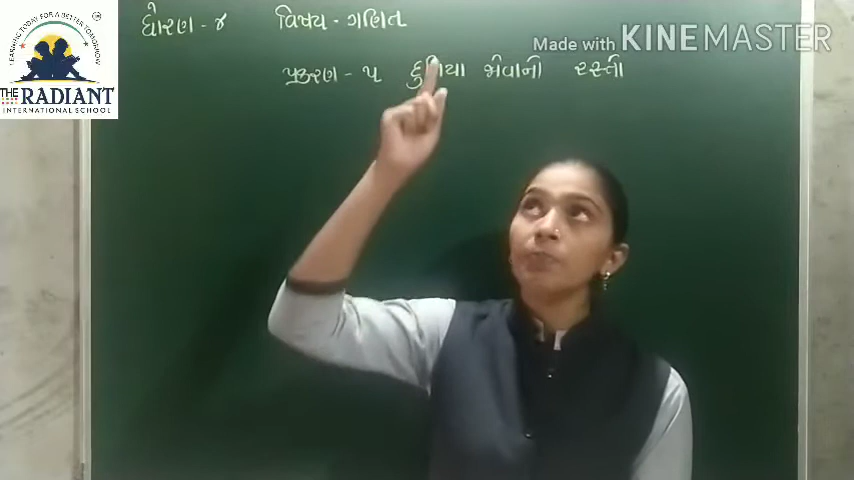 ધોરણ - ૪ વિષય - ગણિત
પ્રકરણ - ૫ જોવાનો રસ્તો
LEARNING TODAY FOR A BETTER TOMORROW
THE RADIANT
INTERNATIONAL SCHOOL
Made with KINEMASTER